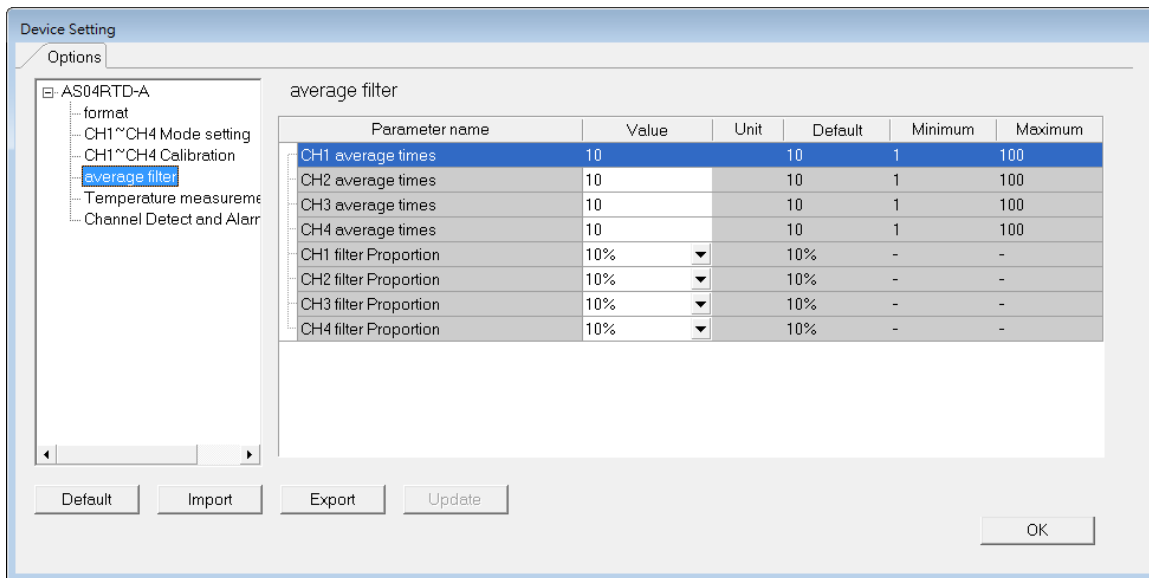 Device Setting
Options
AS04RTD-A
format
CH1~CH4 Mode setting
CH1~CH4 Calibration
average filter
Temperature measureme
Channel Detect and Alarr
average filter
Parameter name Value Unit Default Minimum Maximum
CH1 average times 10 10 1 100
CH2 average times 10 10 1 100
CH3 average times 10 10 1 100
CH4 average times 10 10 1 100
CH1 filter Proportion 10% 10% - -
CH2 filter Proportion 10% 10% - -
CH3 filter Proportion 10% 10% - -
CH4 filter Proportion 10% 10% - -
Default Import Export Update
OK